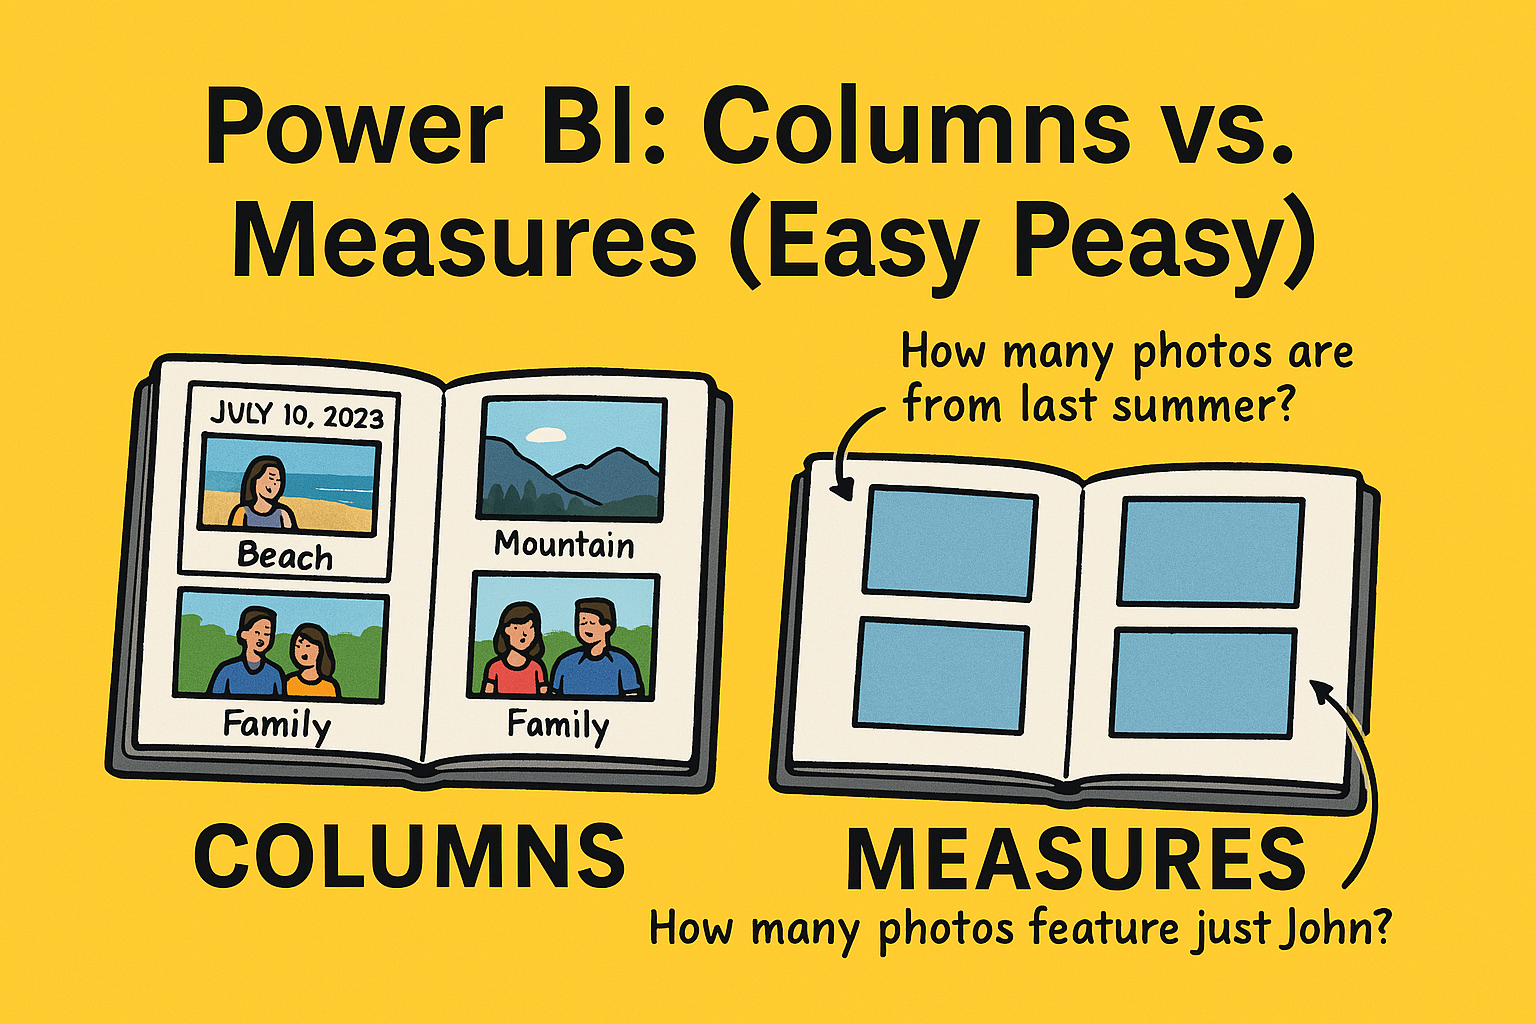 Power BI: Columns vs.
Measures (Easy Peasy)
How many photos are
from last summer?
JULY 10, 2023
Beach
Mountain
Family
Family
COLUMNS
MEASURES
How many photos feature just John?